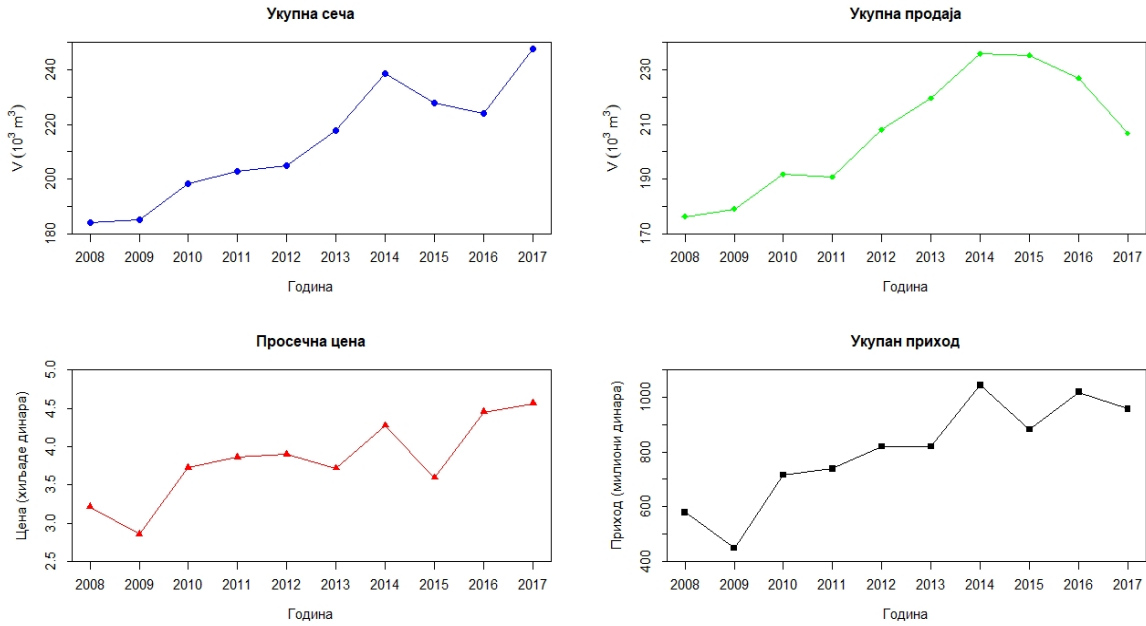 Укупна сеча
V (10³ m³)
240
220
200
180
2008 2009 2010 2011 2012 2013 2014 2015 2016 2017
Година
Укупна продаја
V (10³ m³)
230
210
190
170
2008 2009 2010 2011 2012 2013 2014 2015 2016 2017
Година
Просечна цена
Цена (хиљаде динара)
5.0
4.5
4.0
3.5
3.0
2.5
2008 2009 2010 2011 2012 2013 2014 2015 2016 2017
Година
Укупан приход
Приход (милиони динара)
1000
800
600
400
2008 2009 2010 2011 2012 2013 2014 2015 2016 2017
Година